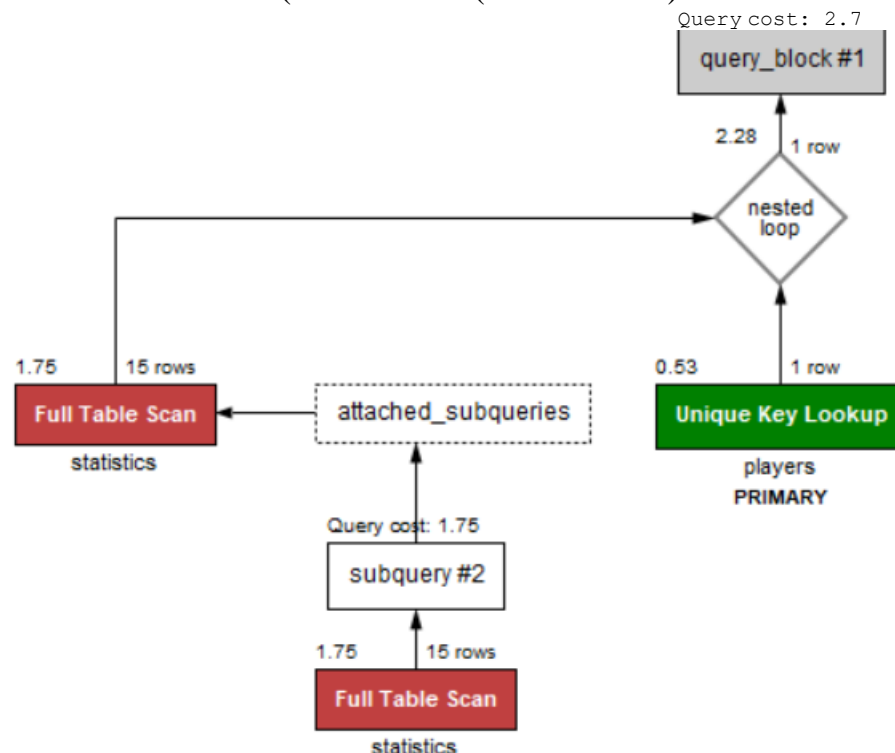 Query cost: 2.7
query_block #1
2.28 1 row
nested
loop
1.75 15 rows
0.53 1 row
Full Table Scan
attached_subqueries
Unique Key Lookup
statistics
players
PRIMARY
Query cost: 1.75
subquery #2
1.75 15 rows
Full Table Scan
statistics